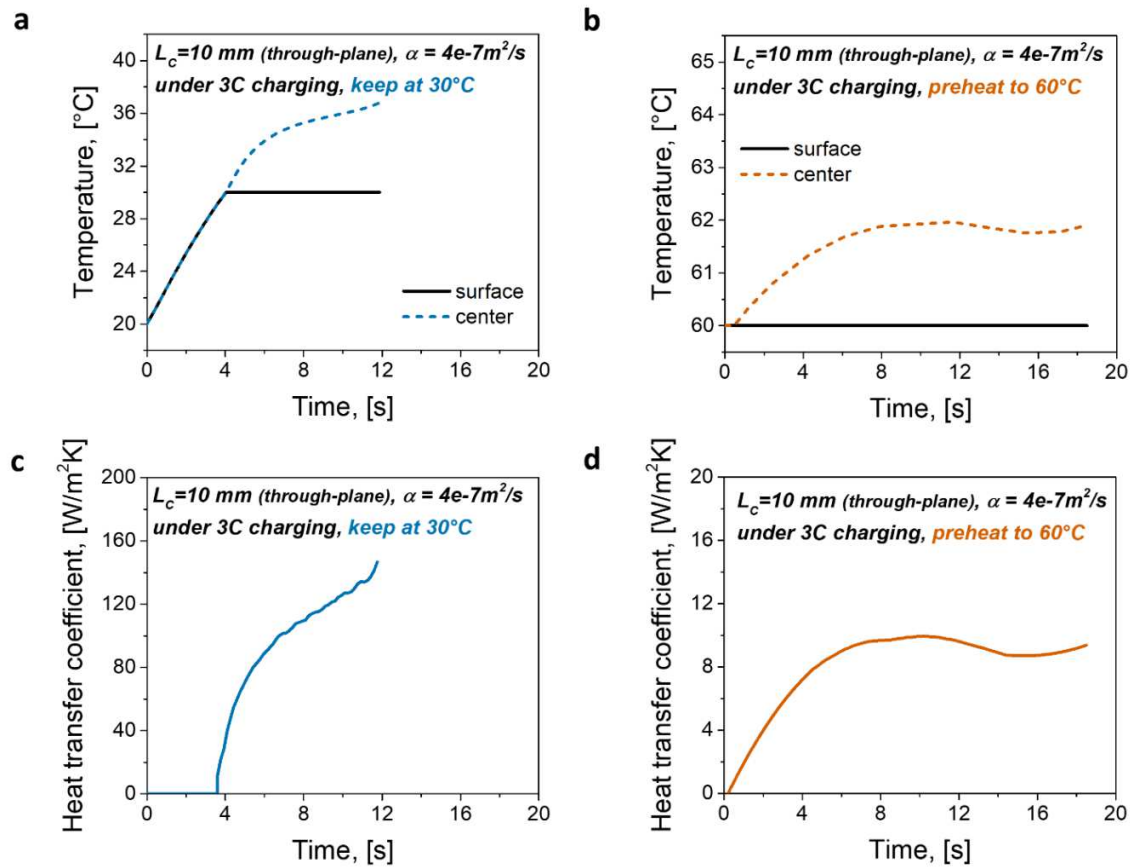 a
L_C=10 mm (through-plane), α = 4e-7m²/s
under 3C charging, keep at 30°C
Temperature, [°C]
40
36
32
28
24
20
surface
center
0 4 8 12 16 20
Time, [s]
b
L_C=10 mm (through-plane), α = 4e-7m²/s
under 3C charging, preheat to 60°C
Temperature, [°C]
65
64
63
62
61
60
surface
center
0 4 8 12 16 20
Time, [s]
c
L_C=10 mm (through-plane), α = 4e-7m²/s
under 3C charging, keep at 30°C
Heat transfer coefficient, [W/m²K]
200
160
120
80
40
0
0 4 8 12 16 20
Time, [s]
d
L_C=10 mm (through-plane), α = 4e-7m²/s
under 3C charging, preheat to 60°C
Heat transfer coefficient, [W/m²K]
20
16
12
8
4
0
0 4 8 12 16 20
Time, [s]